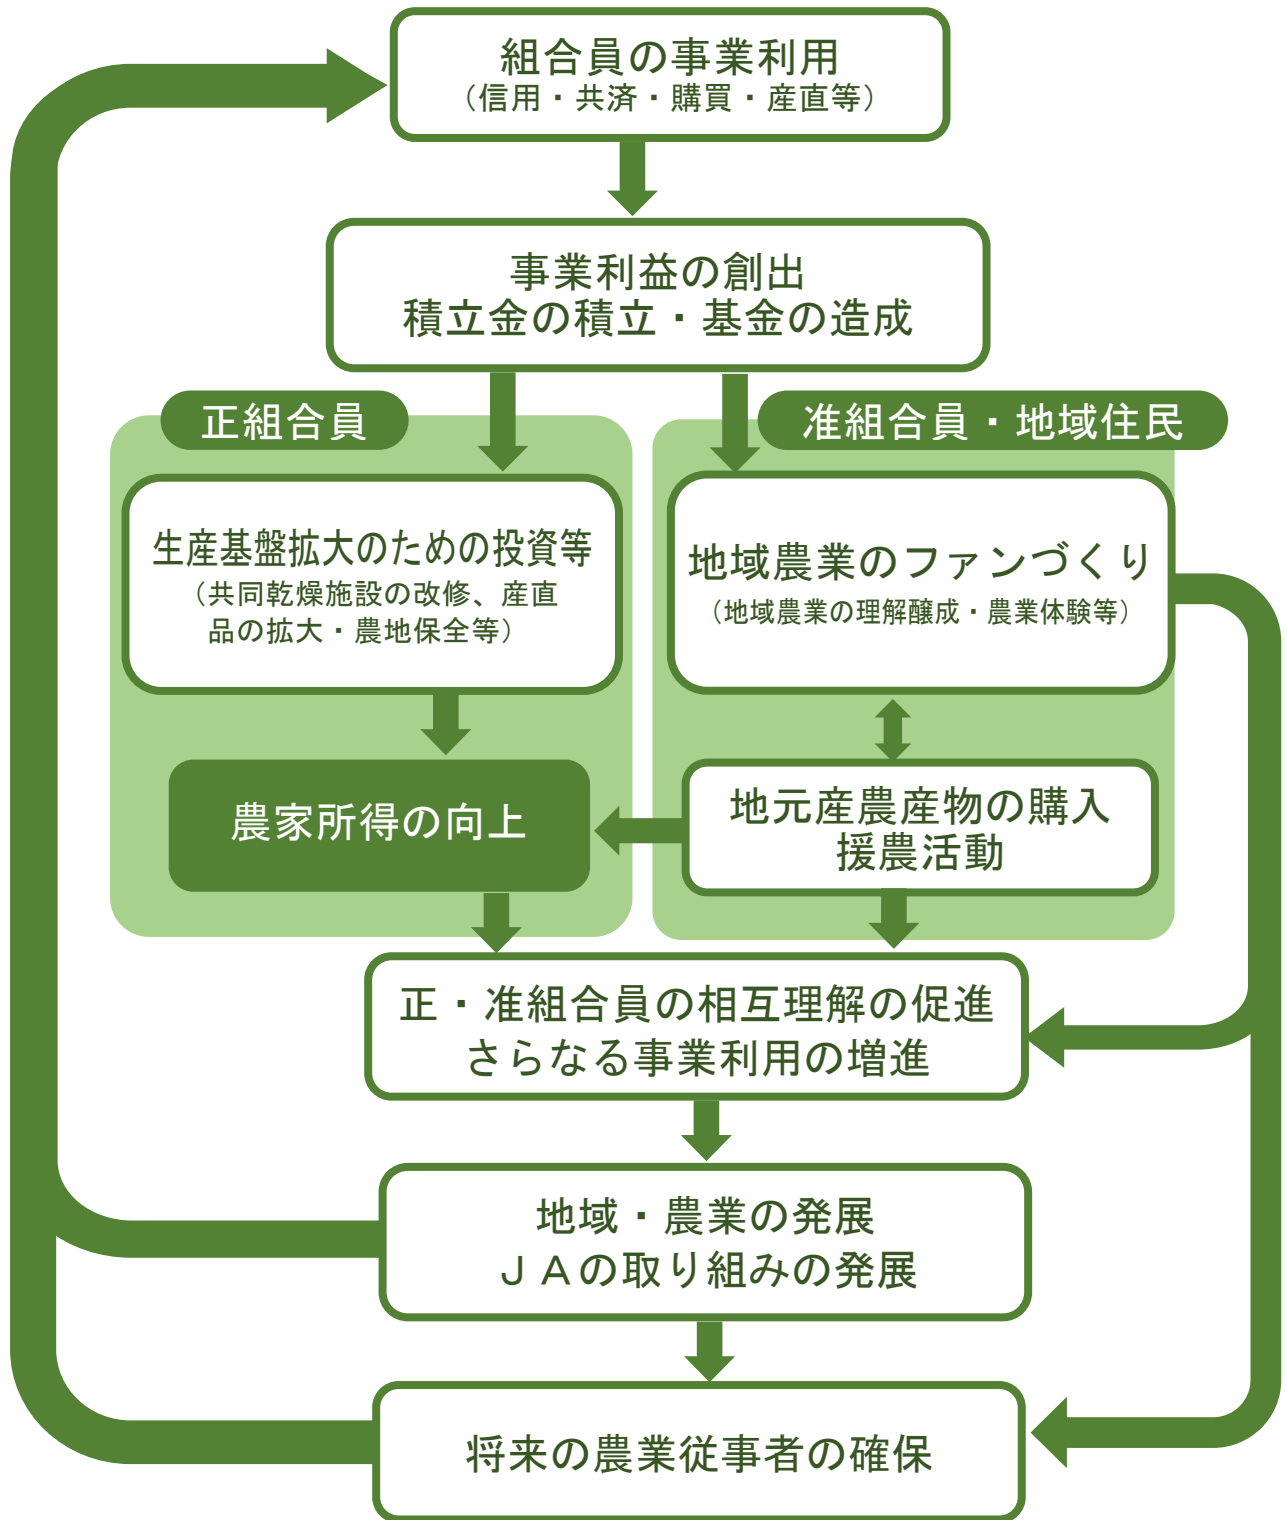 組合員の事業利用
（信用・共済・購買・産直等）
事業利益の創出
積立金の積立・基金の造成
正組合員
准組合員・地域住民
生産基盤拡大のための投資等
（共同乾燥施設の改修、産直
品の拡大・農地保全等）
地域農業のファンづくり
（地域農業の理解醸成・農業体験等）
農家所得の向上
地元産農産物の購入
援農活動
正・准組合員の相互理解の促進
さらなる事業利用の増進
地域・農業の発展
ＪＡの取り組みの発展
将来の農業従事者の確保